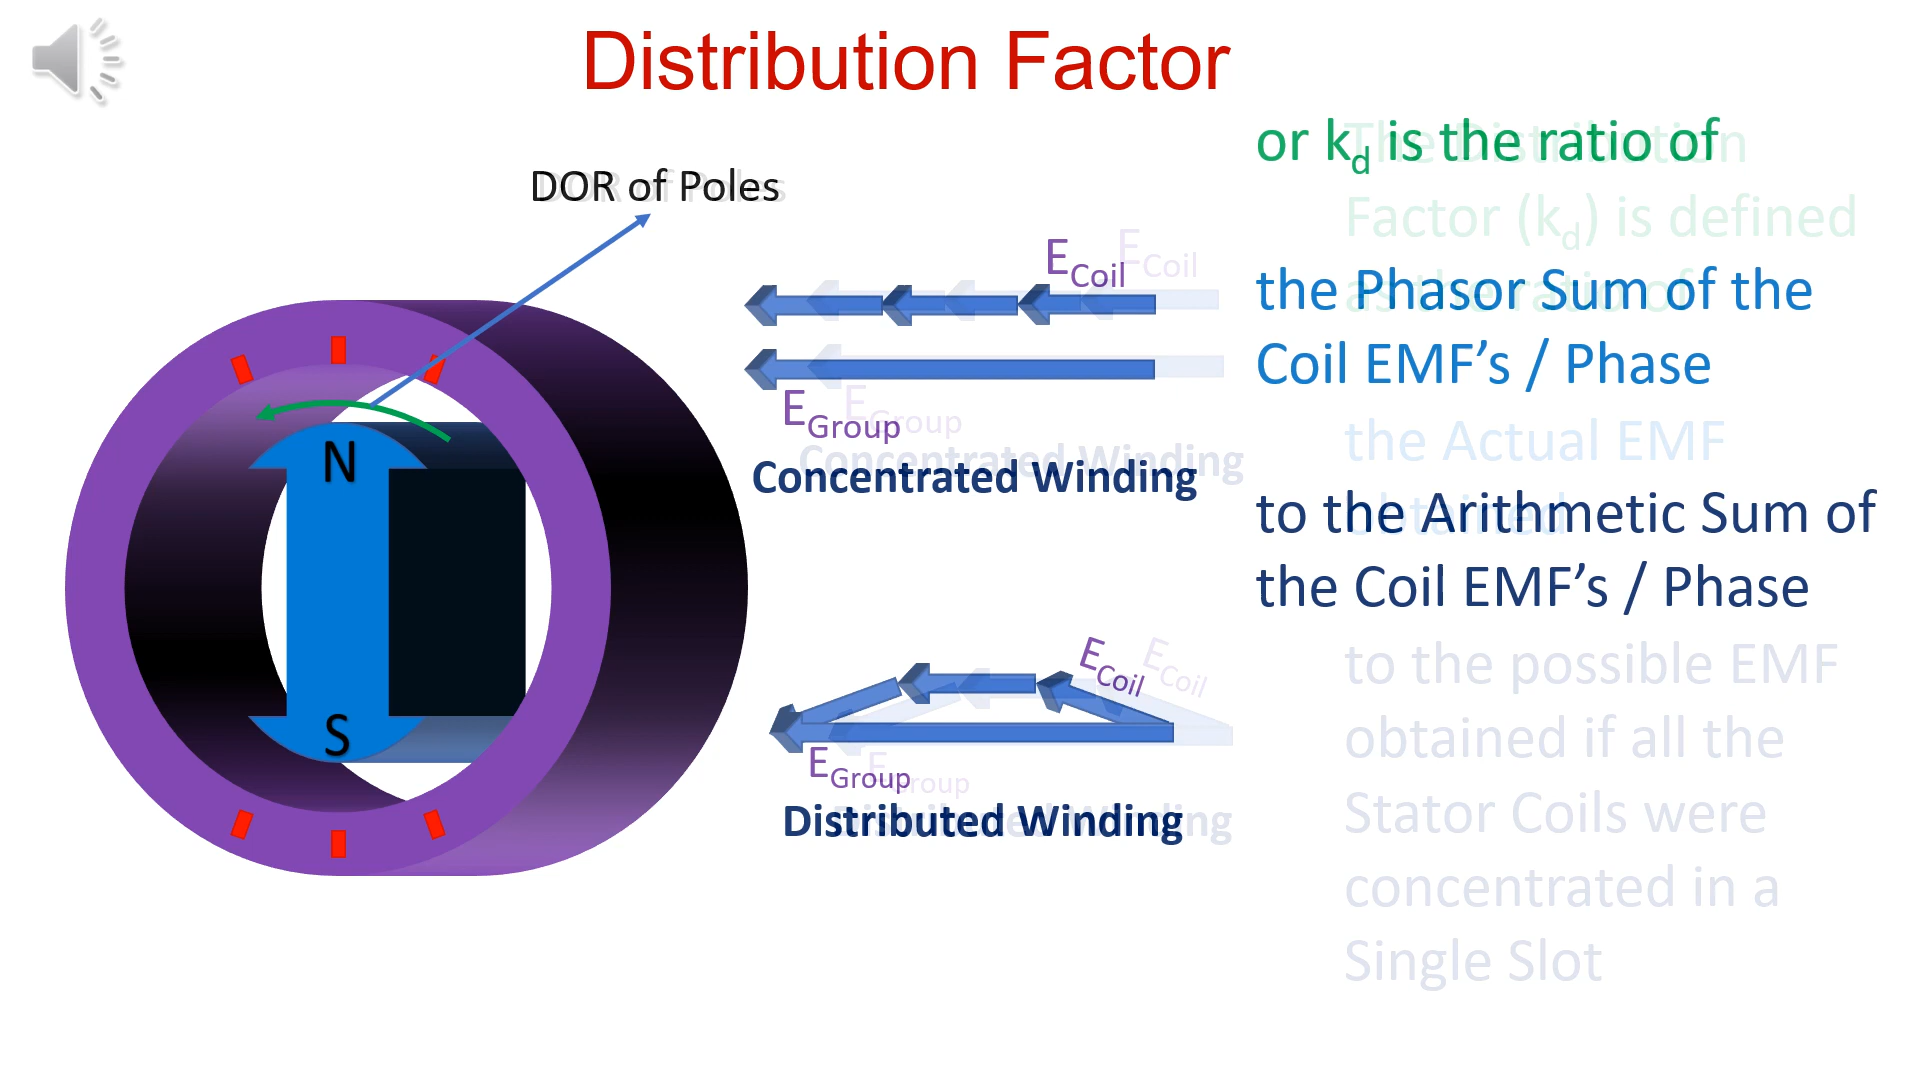 Distribution Factor
DOR of Poles
DOR of Poles
N
S
E_Coil
E_Coil
E_Group
E_Group
Concentrated Winding
Concentrated Winding
E_Coil
E_Coil
E_Group
E_Group
Distributed Winding
Distributed Winding
or k_d is the ratio of
the Phasor Sum of the
Coil EMF’s / Phase
to the Arithmetic Sum of
the Coil EMF’s / Phase
The Distribution
Factor (k_d) is defined
as the ratio of
the Actual EMF
obtained
to the possible EMF
obtained if all the
Stator Coils were
concentrated in a
Single Slot